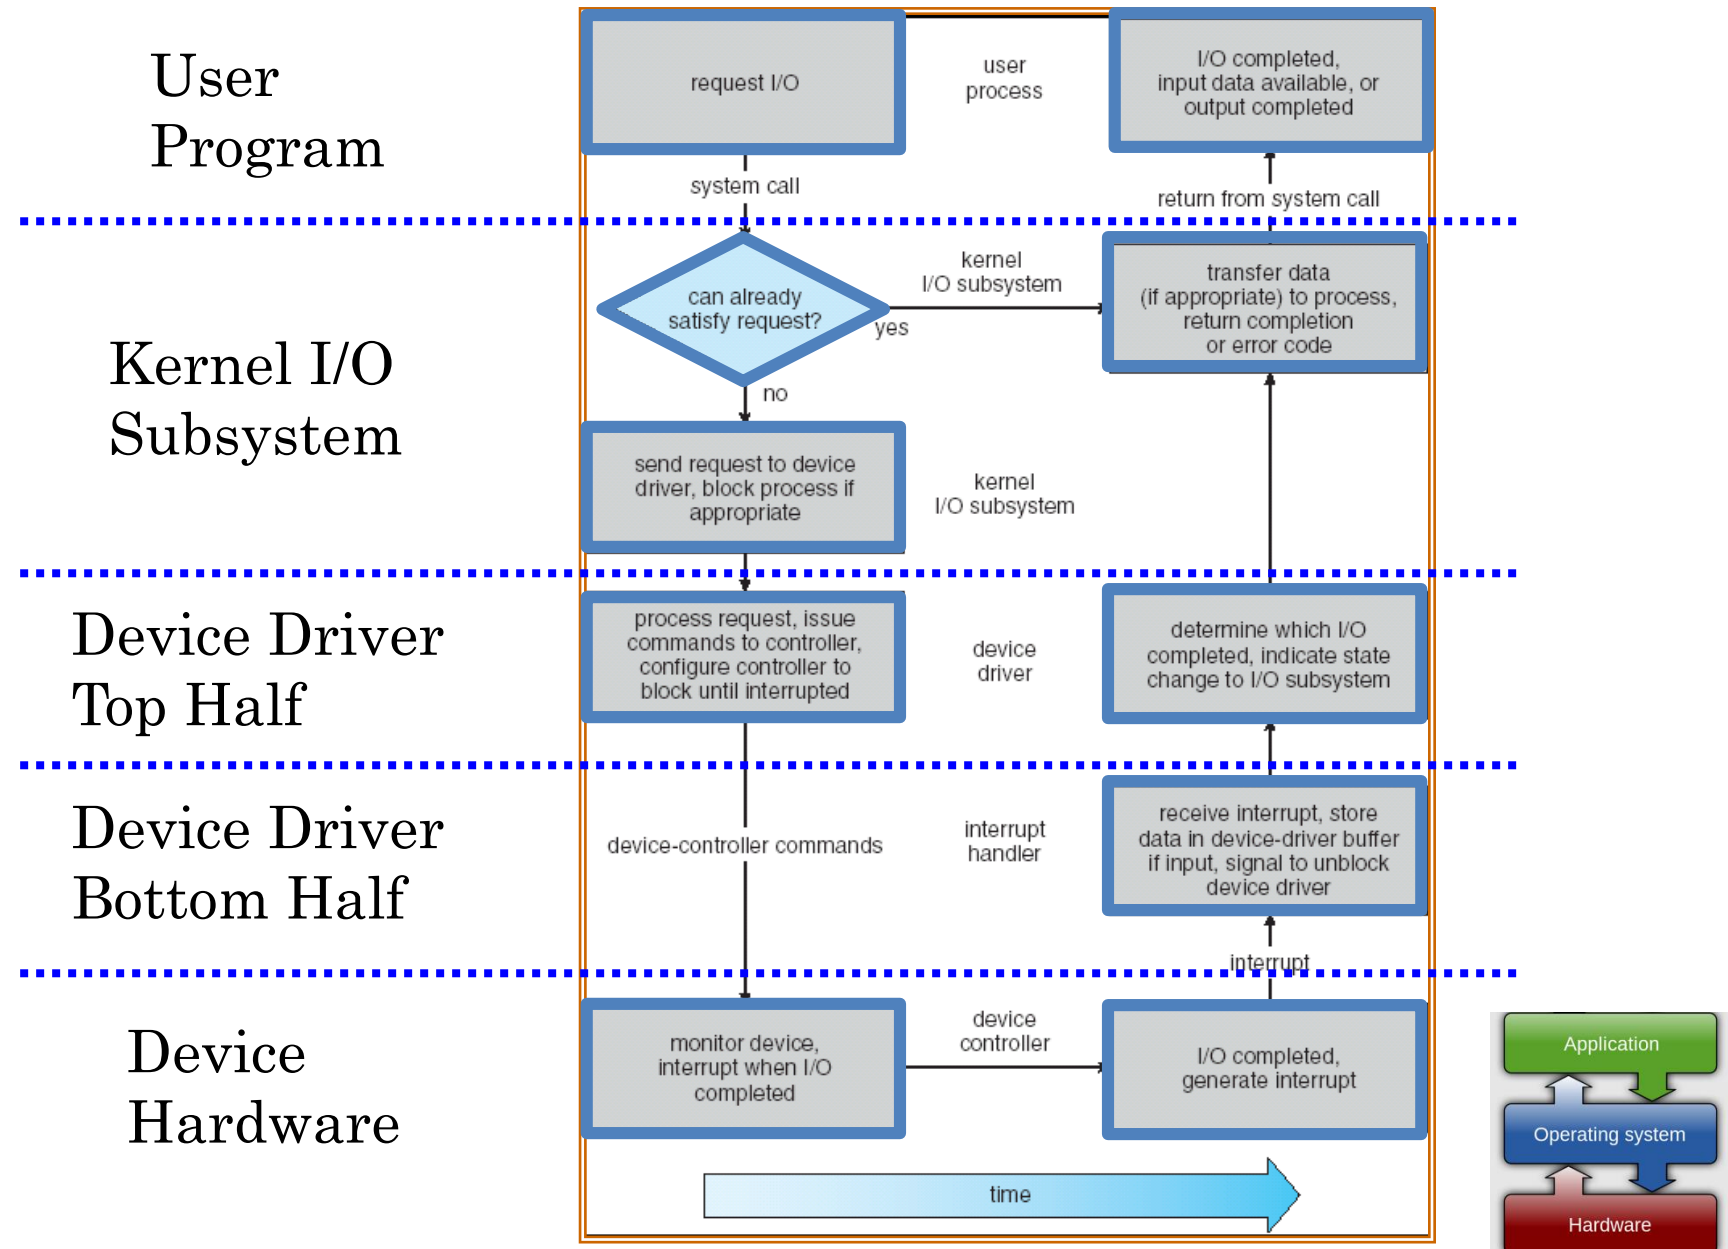 User
Program
request I/O
user
process
I/O completed,
input data available, or
output completed
system call
return from system call
Kernel I/O
Subsystem
can already
satisfy request?
yes
no
kernel
I/O subsystem
transfer data
(if appropriate) to process,
return completion
or error code
send request to device
driver, block process if
appropriate
kernel
I/O subsystem
Device Driver
Top Half
process request, issue
commands to controller,
configure controller to
block until interrupted
device
driver
determine which I/O
completed, indicate state
change to I/O subsystem
Device Driver
Bottom Half
device-controller commands
interrupt
handler
receive interrupt, store
data in device-driver buffer
if input, signal to unblock
device driver
interrupt
Device
Hardware
monitor device,
interrupt when I/O
completed
device
controller
I/O completed,
generate interrupt
time
Application
Operating system
Hardware